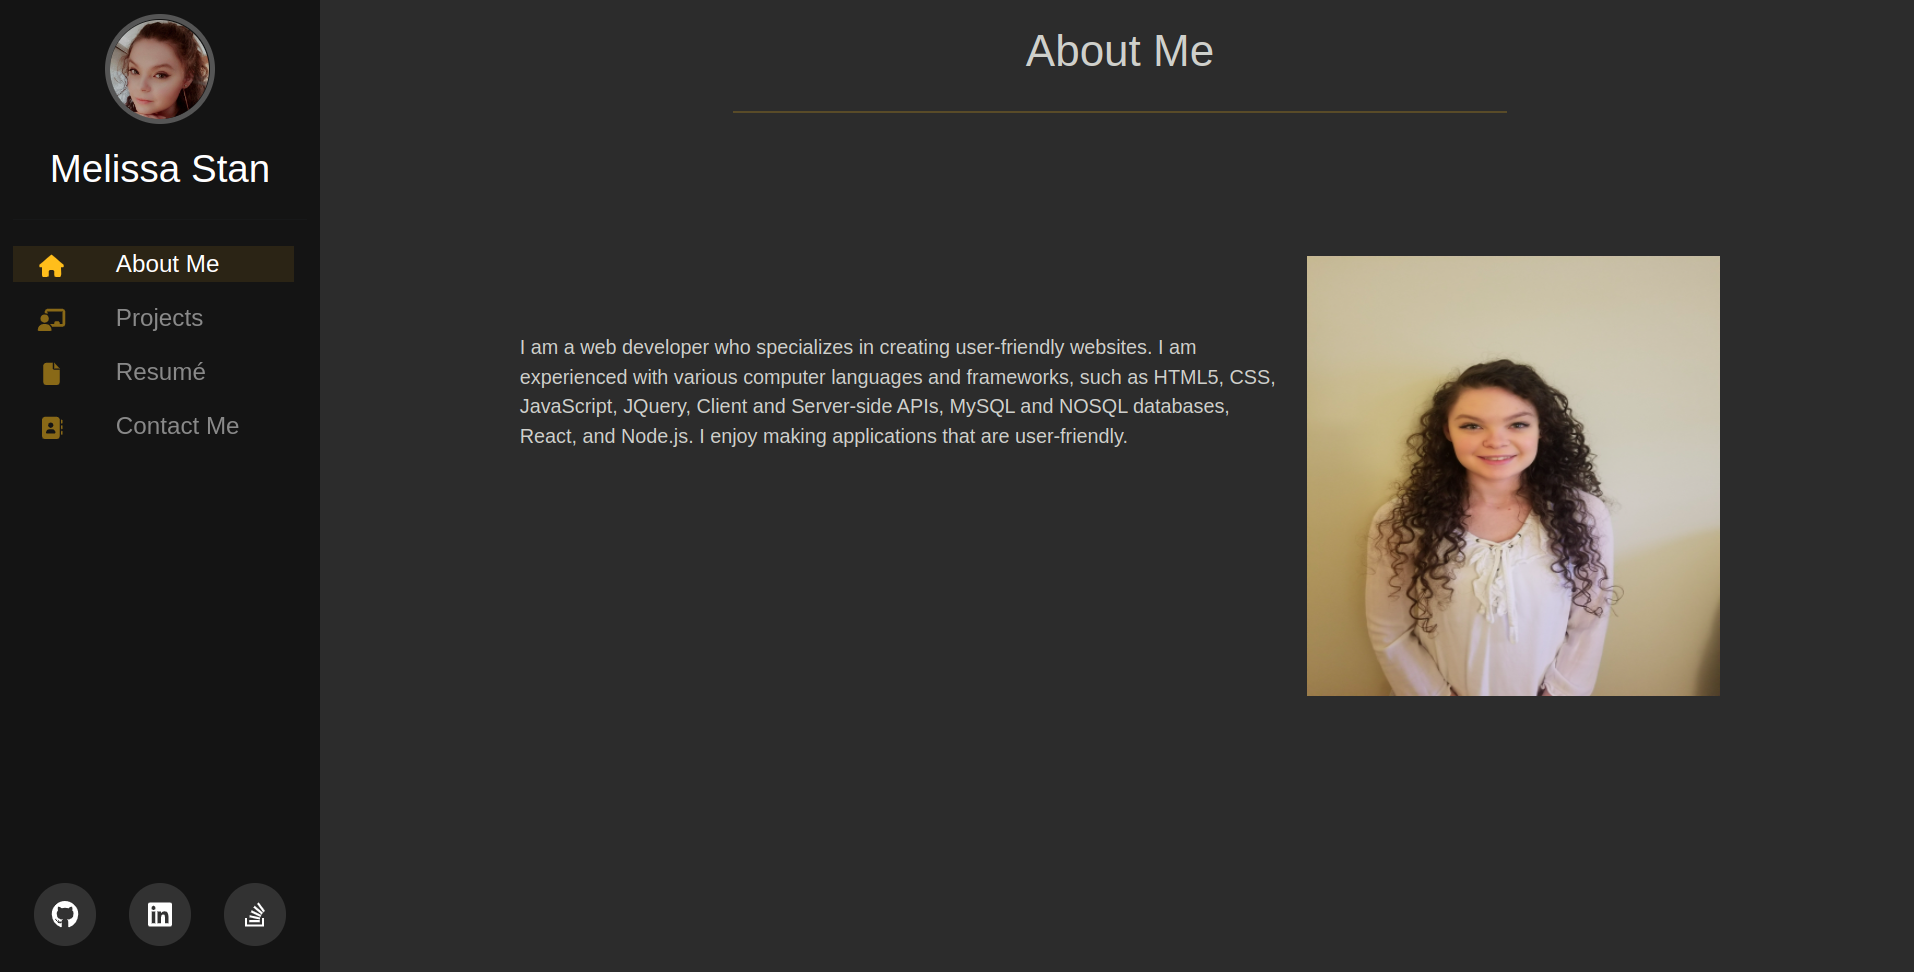 Melissa Stan
About Me
Projects
Resumé
Contact Me
About Me
I am a web developer who specializes in creating user-friendly websites. I am
experienced with various computer languages and frameworks, such as HTML5, CSS,
JavaScript, JQuery, Client and Server-side APIs, MySQL and NOSQL databases,
React, and Node.js. I enjoy making applications that are user-friendly.